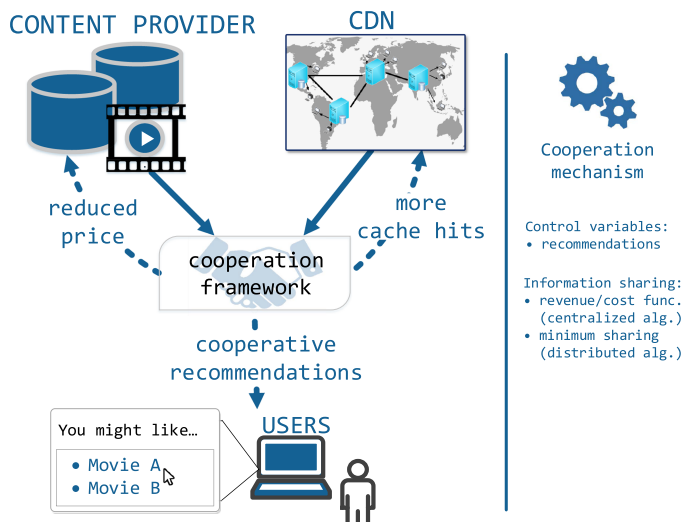 CONTENT PROVIDER
CDN
reduced
price
more
cache hits
cooperation
framework
cooperative
recommendations
USERS
You might like…
• Movie A
• Movie B
Cooperation
mechanism
Control variables:
• recommendations
Information sharing:
• revenue/cost func.
(centralized alg.)
• minimum sharing
(distributed alg.)